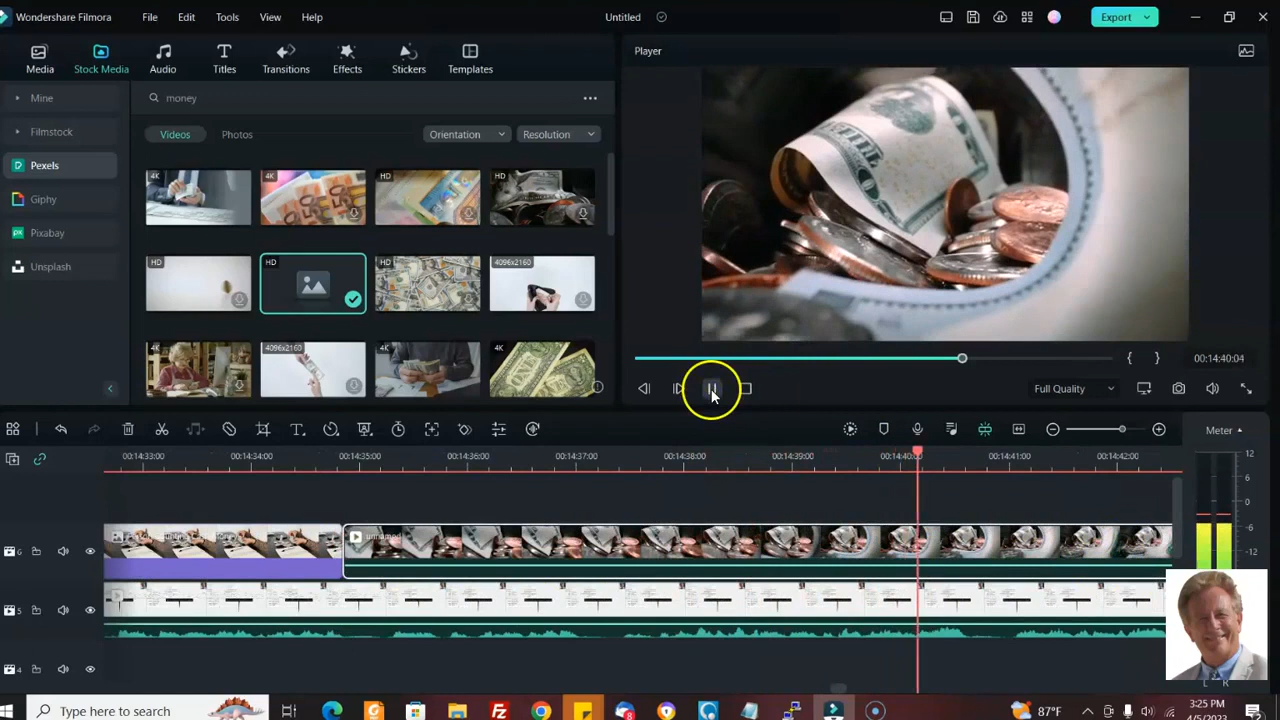 Wondershare Filmora File Edit Tools View Help Untitled Export
Media Stock Media Audio Titles Transitions Effects Stickers Templates
Player
Mine
Filmstock
Pexels
Giphy
Pixabay
Unsplash
money
Videos Photos Orientation Resolution
4K 4K HD HD
HD HD 4096x2160
4K 4096x2160 4K 4K
00:14:40:04
Full Quality
Meter
00:14:33:00 00:14:34:00 00:14:35:00 00:14:36:00 00:14:37:00 00:14:38:00 00:14:39:00 00:14:40:00 00:14:41:00 00:14:42:00
12
6
0
-6
-12
6 unnamed
5
4
L R
Type here to search
87°F
3:25 PM
4/5/2023